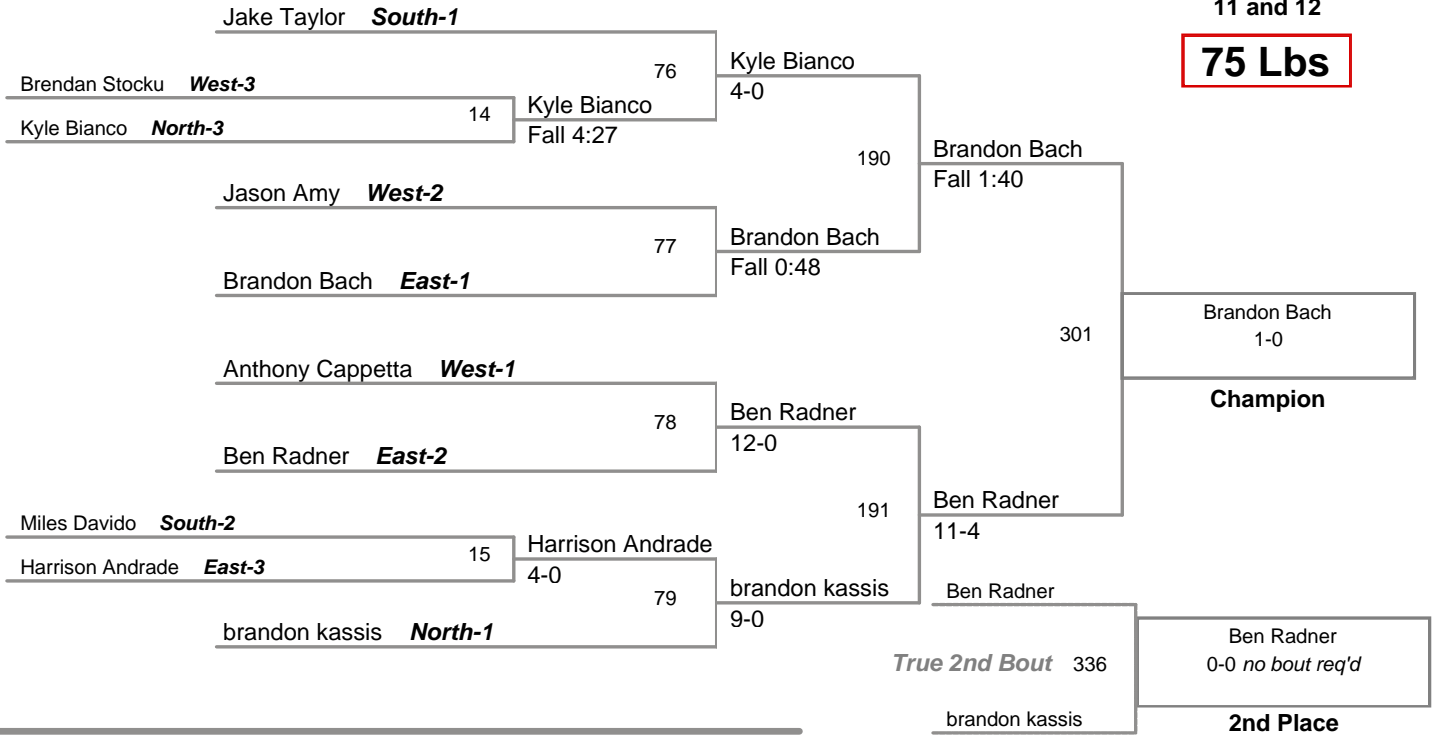 11 and 12
75 Lbs
Jake Taylor South-1
76
Kyle Bianco
4-0
Brendan Stocku West-3
14
Kyle Bianco
Fall 4:27
Kyle Bianco North-3
190
Brandon Bach
Fall 1:40
Jason Amy West-2
77
Brandon Bach
Fall 0:48
Brandon Bach East-1
301
Brandon Bach
1-0
Champion
Anthony Cappetta West-1
78
Ben Radner
12-0
Ben Radner East-2
191
Ben Radner
11-4
Miles Davido South-2
15
Harrison Andrade
4-0
Harrison Andrade East-3
79
brandon kassis
9-0
brandon kassis North-1
Ben Radner
True 2nd Bout 336
brandon kassis
Ben Radner
0-0 no bout req'd
2nd Place